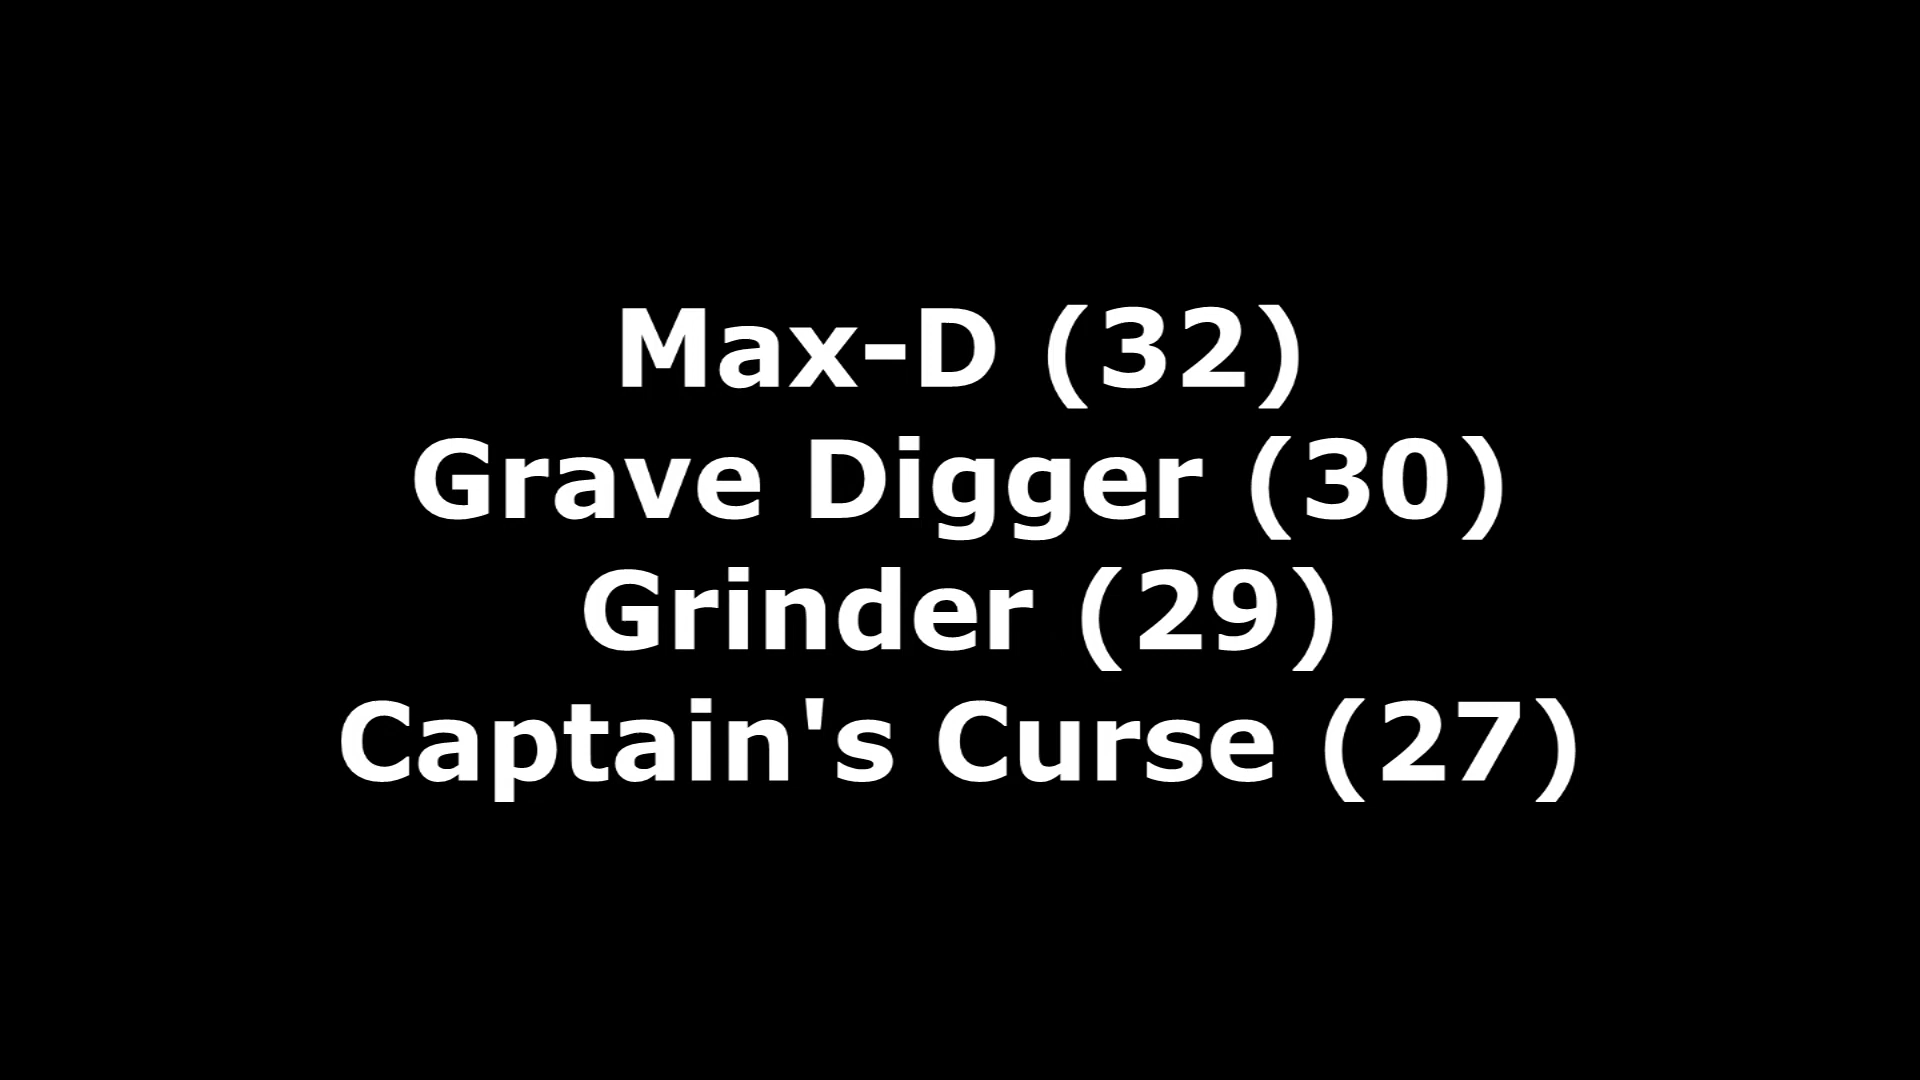 Max-D (32)
Grave Digger (30)
Grinder (29)
Captain's Curse (27)